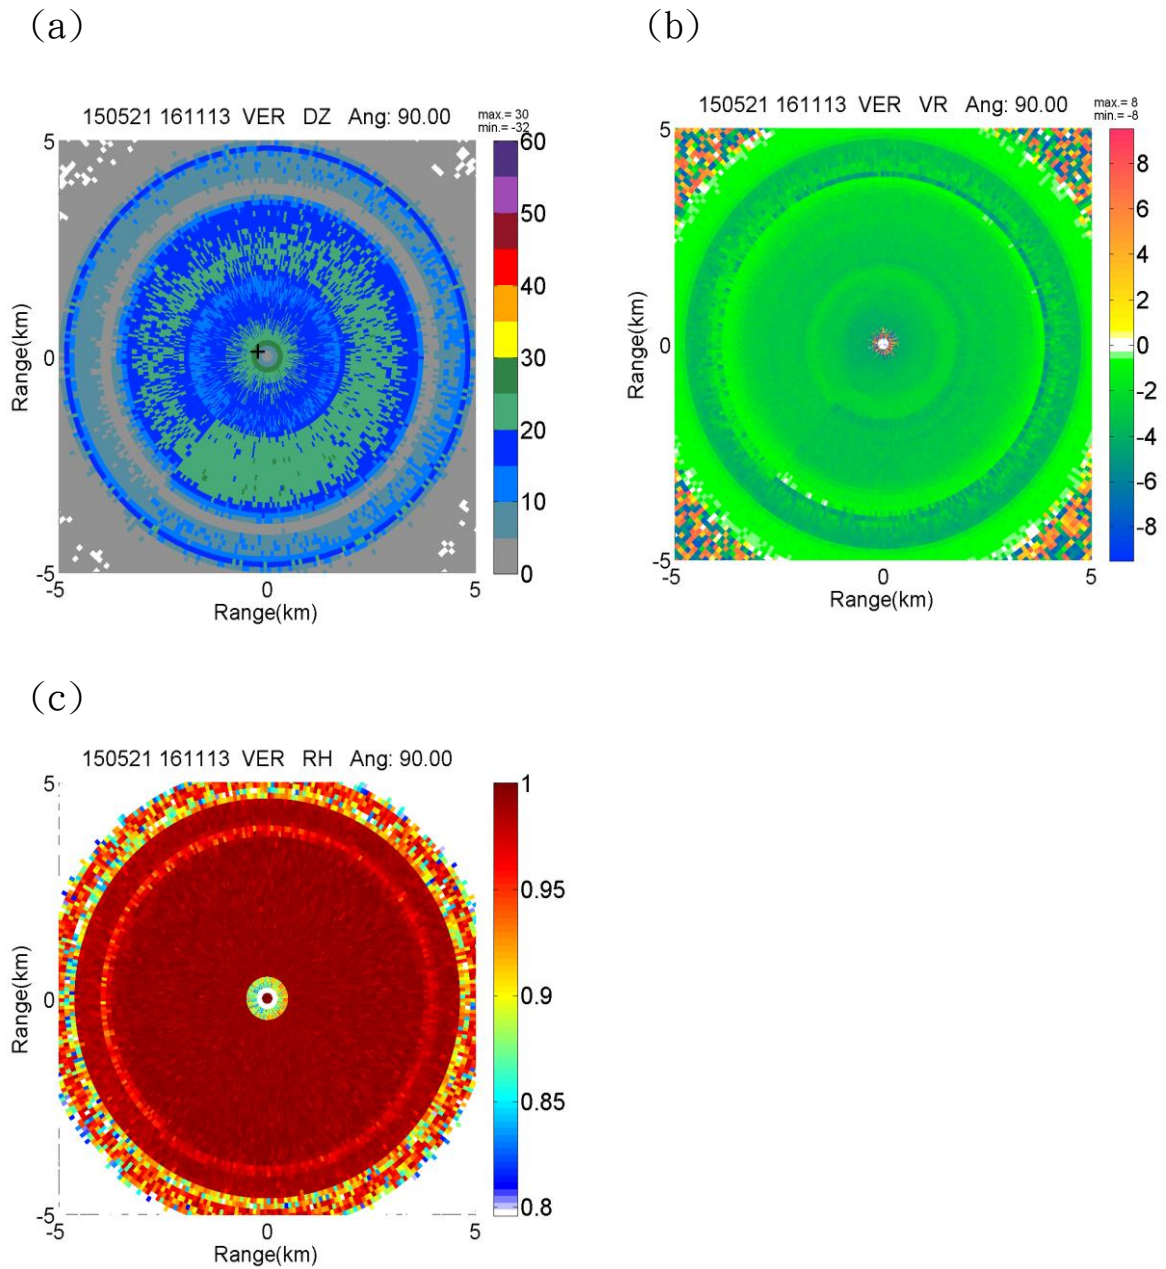 (a)
150521 161113 VER DZ Ang: 90.00
max.= 30
min.= -32
60
50
40
30
20
10
0
5
0
-5
Range(km)
-5 0 5
Range(km)
(b)
150521 161113 VER VR Ang: 90.00
max.= 8
min.= -8
8
6
4
2
0
-2
-4
-6
-8
5
0
-5
Range(km)
-5 0 5
Range(km)
(c)
150521 161113 VER RH Ang: 90.00
1
0.95
0.9
0.85
0.8
5
0
-5
Range(km)
-5 0 5
Range(km)